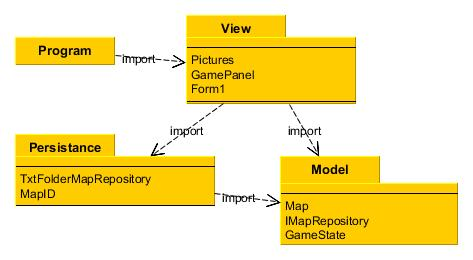 View
Program
import
Pictures
GamePanel
Form1
import
import
Persistance
TxtFolderMapRepository
MapID
Model
import
Map
IMapRepository
GameState